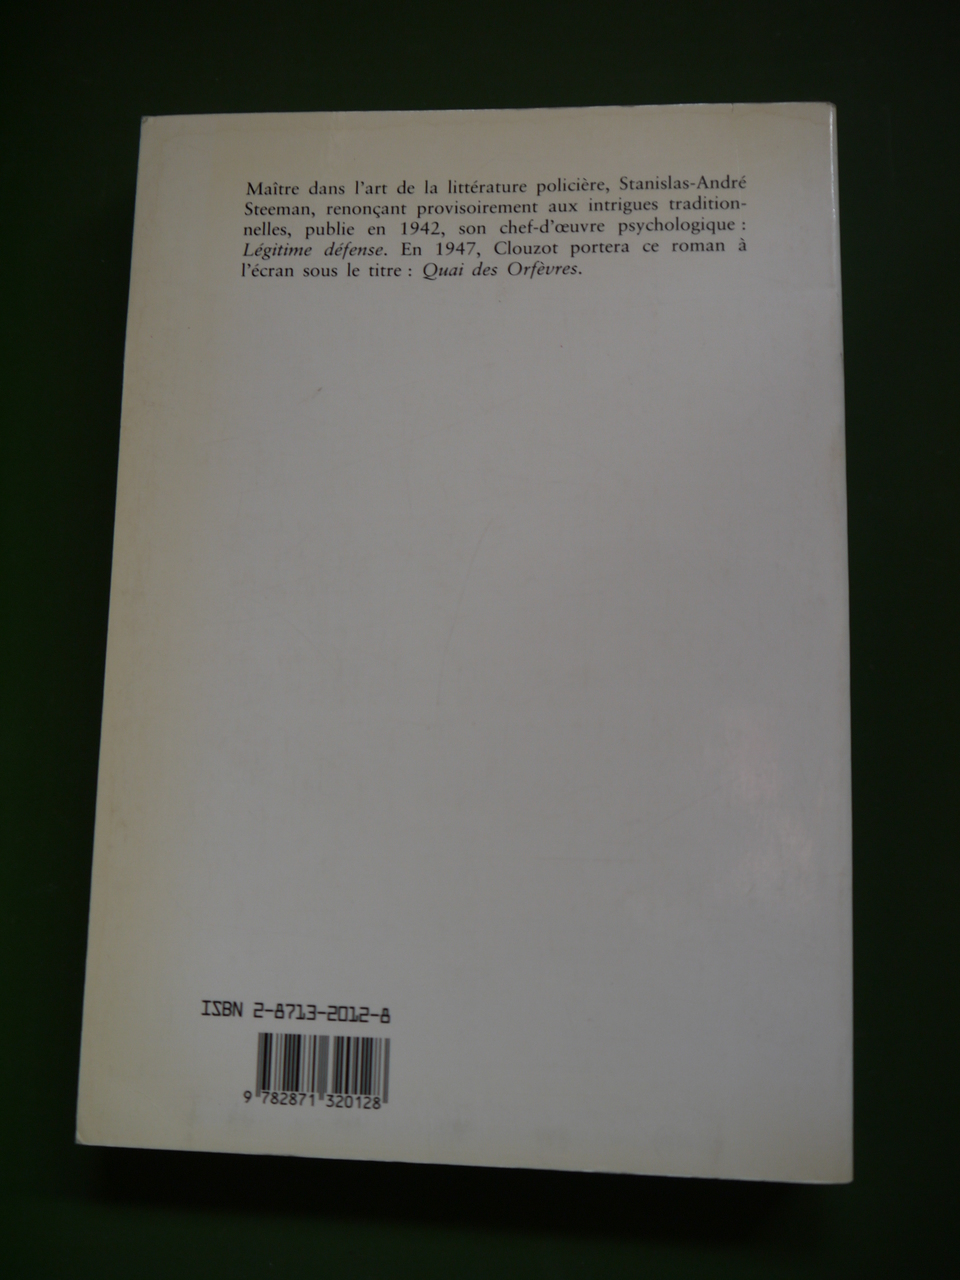 Maître dans l'art de la littérature policière, Stanislas-André
Steeman, renonçant provisoirement aux intrigues tradition-
nelles, publie en 1942, son chef-d'œuvre psychologique :
Légitime défense. En 1947, Clouzot portera ce roman à
l'écran sous le titre : Quai des Orfèvres.
ISBN 2-8713-2012-8
9 782871 320128